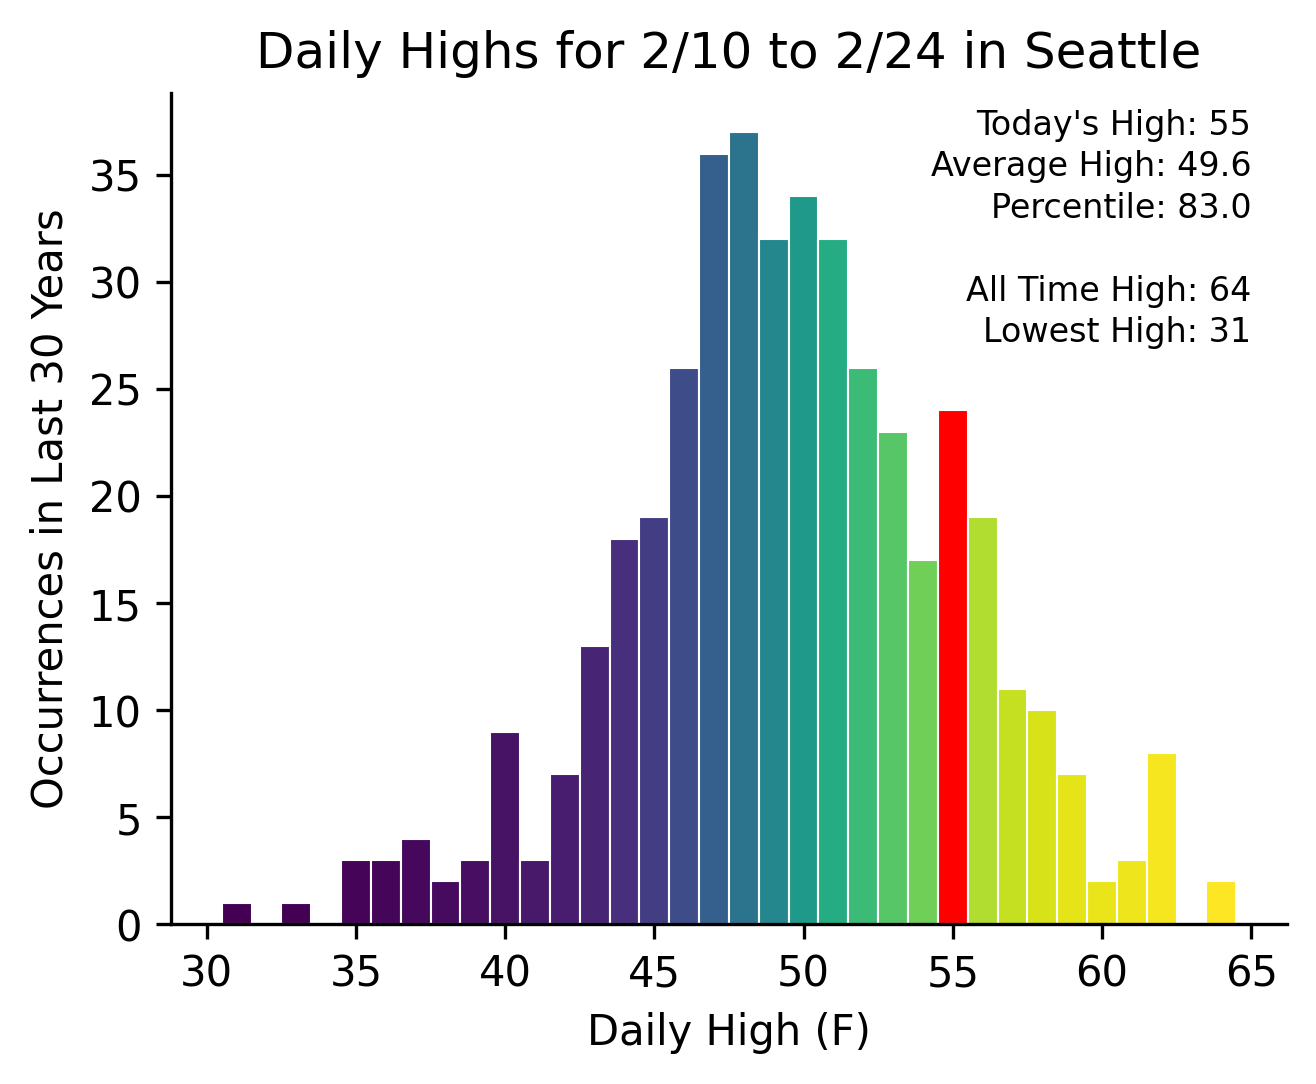 Daily Highs for 2/10 to 2/24 in Seattle
Today's High: 55
Average High: 49.6
Percentile: 83.0
All Time High: 64
Lowest High: 31
Occurrences in Last 30 Years
35
30
25
20
15
10
5
0
30 35 40 45 50 55 60 65
Daily High (F)